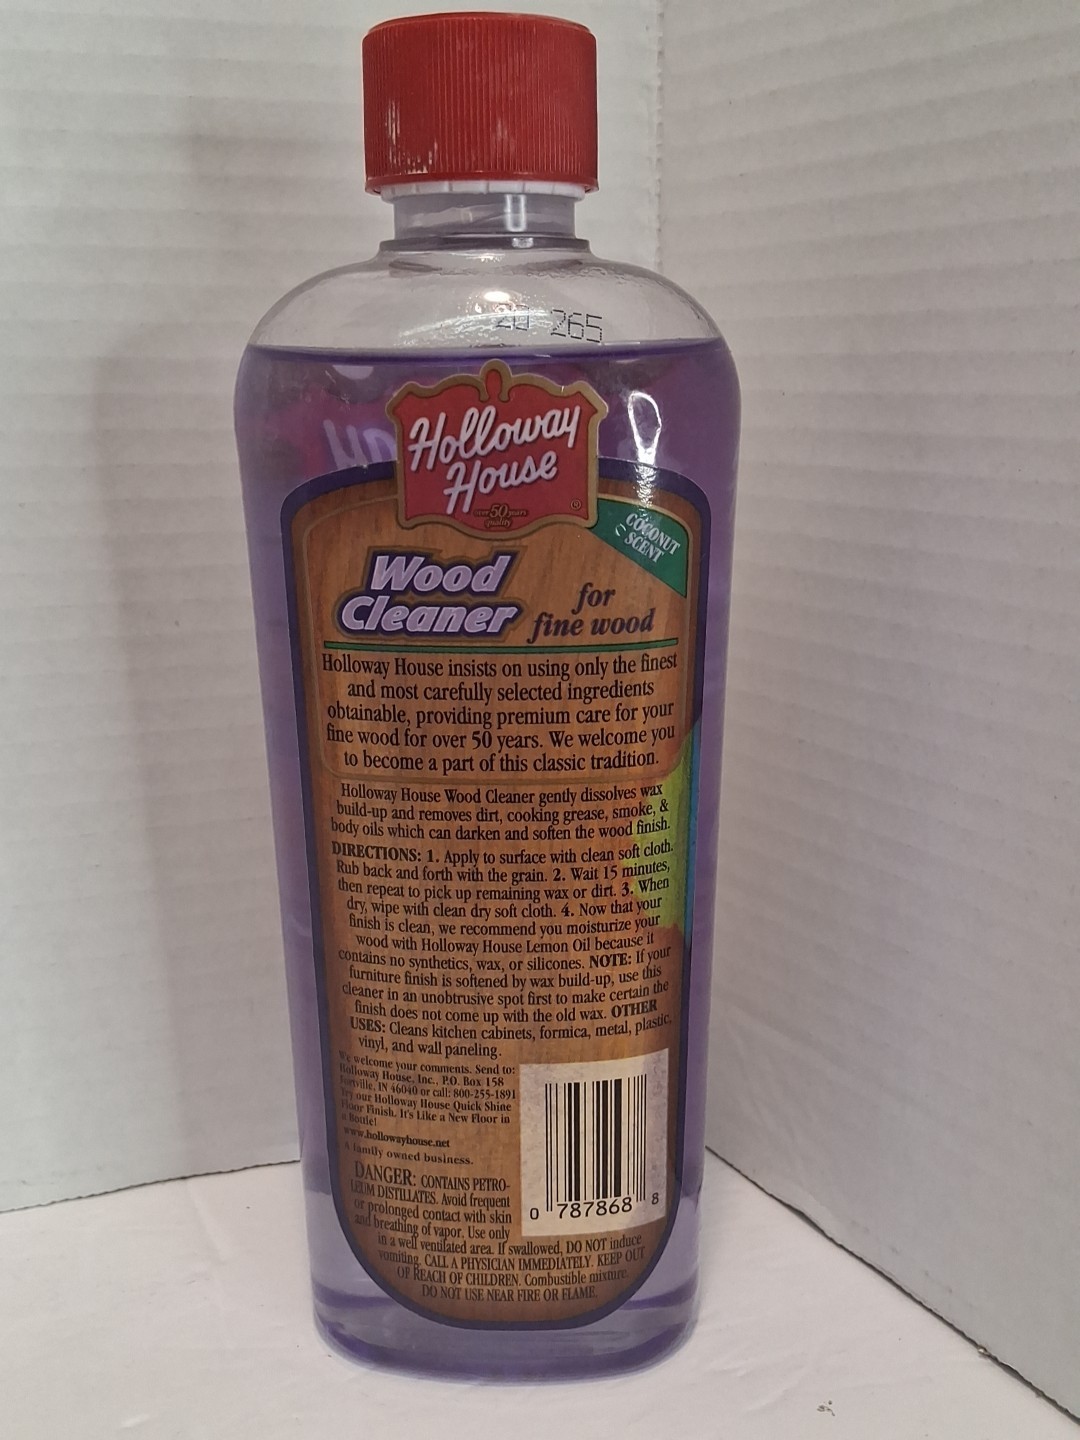 20 265
Holloway
House
over 50 years
quality
®
COCONUT
SCENT
Wood
Cleaner
for
fine wood
Holloway House insists on using only the finest
and most carefully selected ingredients
obtainable, providing premium care for your
fine wood for over 50 years. We welcome you
to become a part of this classic tradition.
Holloway House Wood Cleaner gently dissolves wax
build-up and removes dirt, cooking grease, smoke, &
body oils which can darken and soften the wood finish.
DIRECTIONS: 1. Apply to surface with clean soft cloth.
Rub back and forth with the grain. 2. Wait 15 minutes,
then repeat to pick up remaining wax or dirt. 3. When
dry, wipe with clean dry soft cloth. 4. Now that your
finish is clean, we recommend you moisturize your
wood with Holloway House Lemon Oil because it
contains no synthetics, wax, or silicones. NOTE: If your
furniture finish is softened by wax build-up, use this
cleaner in an unobtrusive spot first to make certain the
finish does not come up with the old wax. OTHER
USES: Cleans kitchen cabinets, formica, metal, plastic,
vinyl, and wall paneling.
We welcome your comments. Send to:
Holloway House, Inc., P.O. Box 158
Fortville, IN 46040 or call: 800-255-1891
Try our Holloway House Quick Shine
Floor Finish. It's Like a New Floor in
a Bottle!
www.hollowayhouse.net
A family owned business.
DANGER: CONTAINS PETRO-
LEUM DISTILLATES. Avoid frequent
or prolonged contact with skin
and breathing of vapor. Use only
in a well ventilated area. If swallowed, DO NOT induce
vomiting. CALL A PHYSICIAN IMMEDIATELY. KEEP OUT
OF REACH OF CHILDREN. Combustible mixture.
DO NOT USE NEAR FIRE OR FLAME.
0 787868 8